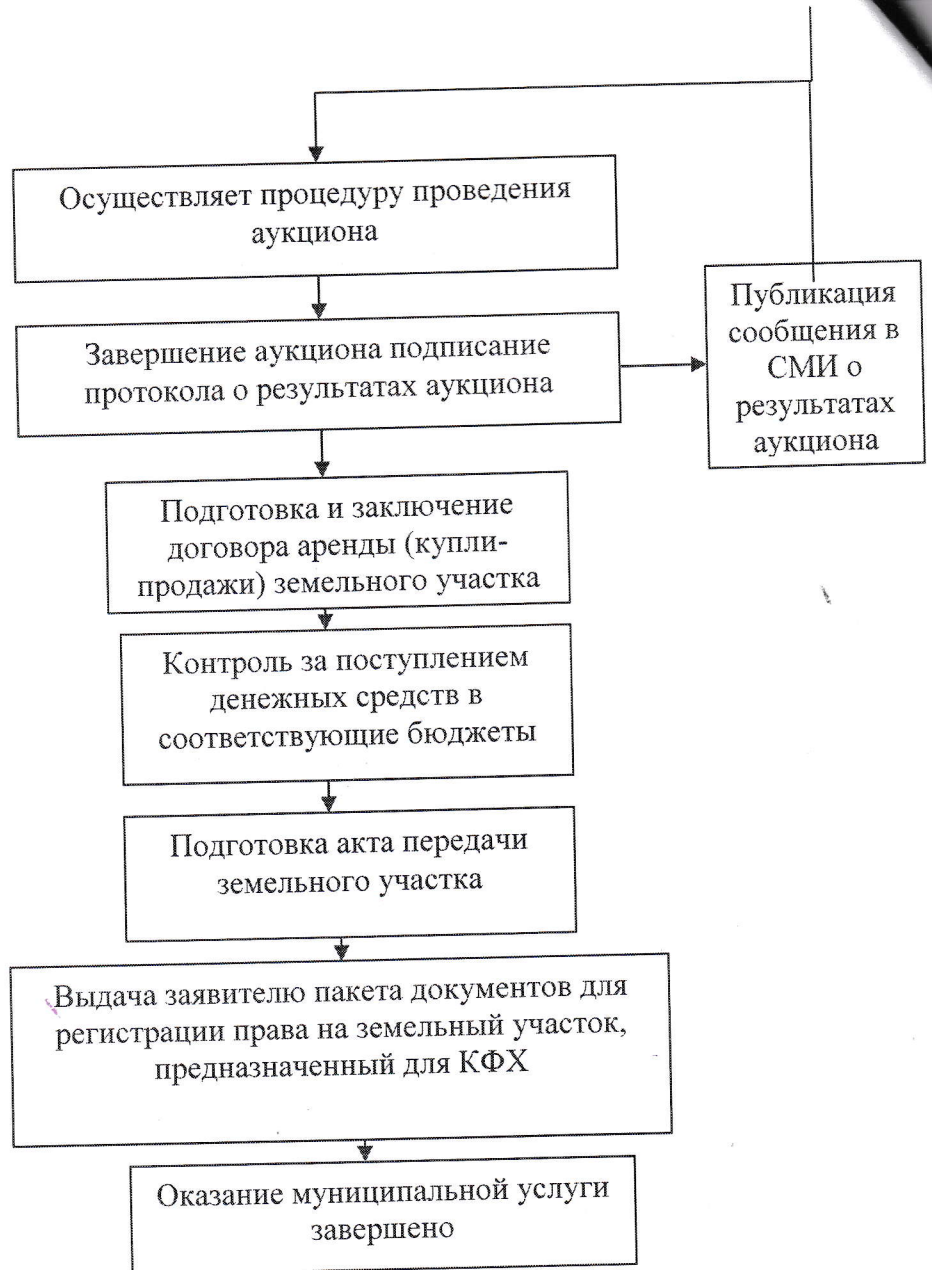 Осуществляет процедуру проведения
аукциона
Завершение аукциона подписание
протокола о результатах аукциона
Публикация
сообщения в
СМИ о
результатах
аукциона
Подготовка и заключение
договора аренды (купли-
продажи) земельного участка
Контроль за поступлением
денежных средств в
соответствующие бюджеты
Подготовка акта передачи
земельного участка
Выдача заявителю пакета документов для
регистрации права на земельный участок,
предназначенный для КФХ
Оказание муниципальной услуги
завершено